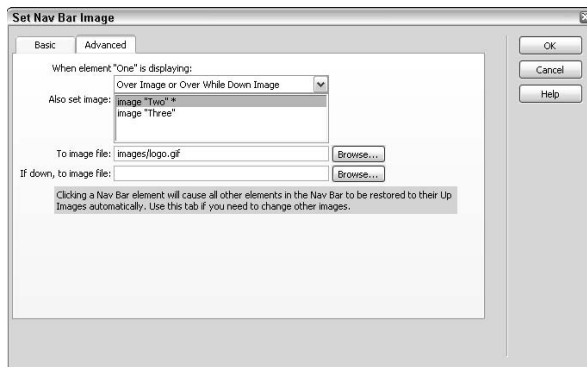 Set Nav Bar Image
Basic
Advanced
When element "One" is displaying:
Over Image or Over While Down Image
Also set image:
image "Two" *
image "Three"
To image file:
images/logo.gif
Browse...
If down, to image file:
Browse...
Clicking a Nav Bar element will cause all other elements in the Nav Bar to be restored to their Up
Images automatically. Use this tab if you need to change other images.
OK
Cancel
Help